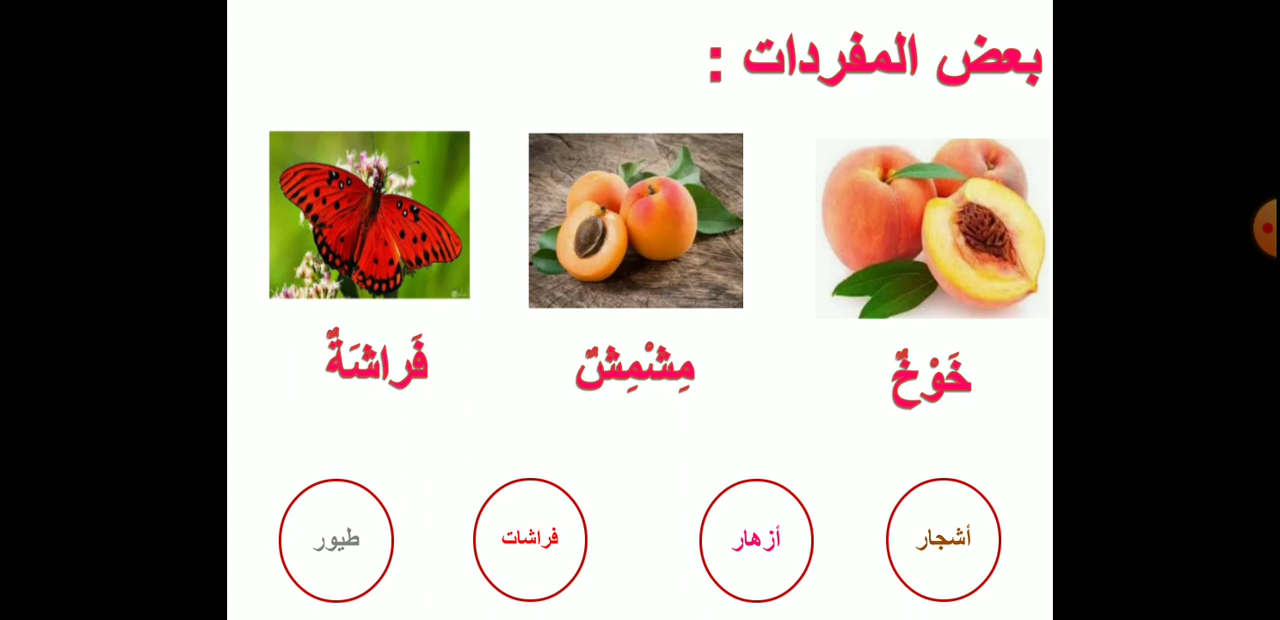 بعض المفردات :
خَوْخٌ مِشْمِشٌ فَراشَةٌ
أشجار أزهار فراشات طيور